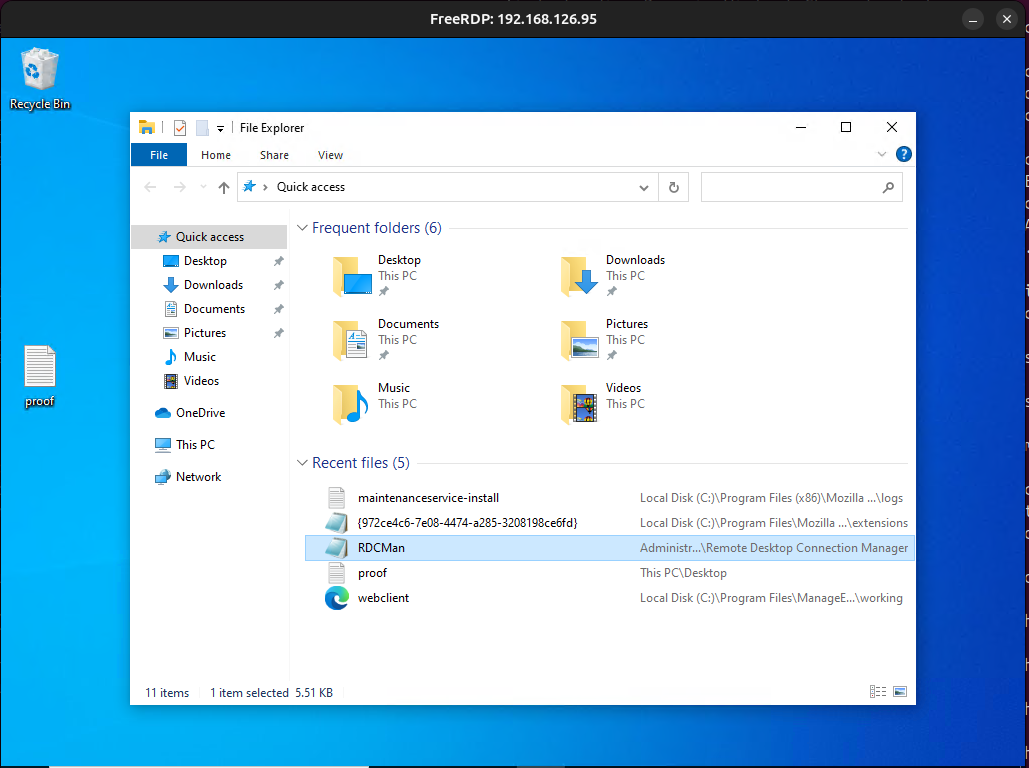 FreeRDP: 192.168.126.95
Recycle Bin
File Explorer
File Home Share View
Quick access
Quick access
Desktop
Downloads
Documents
Pictures
Music
Videos
OneDrive
This PC
Network
Frequent folders (6)
Desktop
This PC
Downloads
This PC
Documents
This PC
Pictures
This PC
Music
This PC
Videos
This PC
Recent files (5)
maintenanceservice-install Local Disk (C:)\Program Files (x86)\Mozilla ...\logs
{972ce4c6-7e08-4474-a285-3208198ce6fd} Local Disk (C:)\Program Files\Mozilla ...\extensions
RDCMan Administr...\Remote Desktop Connection Manager
proof This PC\Desktop
webclient Local Disk (C:)\Program Files\ManageE...\working
11 items 1 item selected 5.51 KB
proof